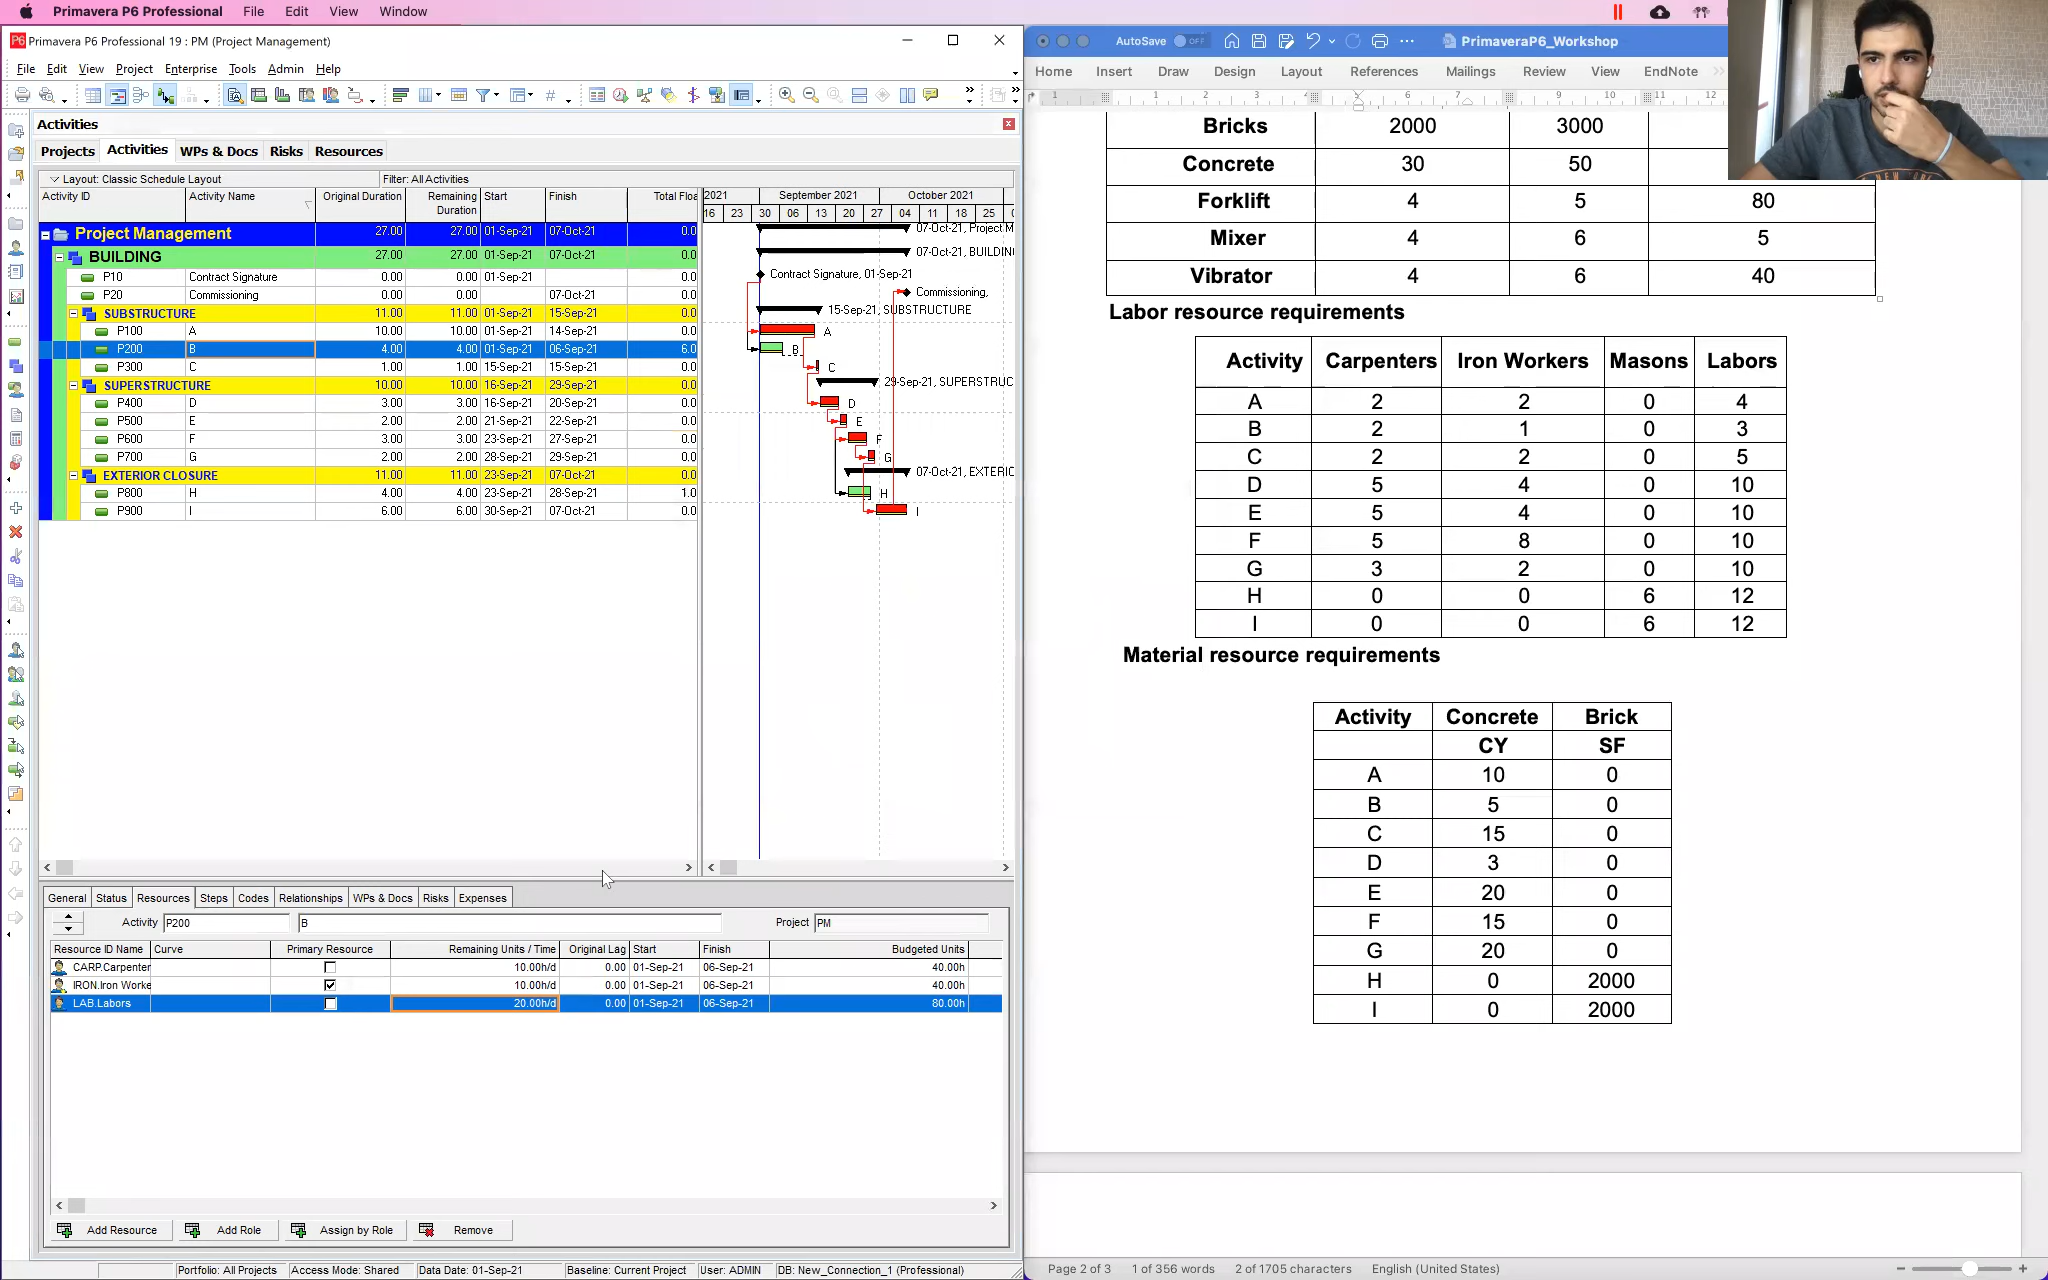 Primavera P6 Professional File Edit View Window
P6 Primavera P6 Professional 19 : PM (Project Management)
File Edit View Project Enterprise Tools Admin Help
Activities
Projects Activities WPs & Docs Risks Resources
Layout: Classic Schedule Layout Filter: All Activities
Activity ID Activity Name Original Duration Remaining Duration Start Finish Total Floa
2021 September 2021 October 2021
16 23 30 06 13 20 27 04 11 18 25
Project Management 27.00 27.00 01-Sep-21 07-Oct-21 0.0
BUILDING 27.00 27.00 01-Sep-21 07-Oct-21 0.0
P10 Contract Signature 0.00 0.00 01-Sep-21 0.0
P20 Commissioning 0.00 0.00 07-Oct-21 0.0
SUBSTRUCTURE 11.00 11.00 01-Sep-21 15-Sep-21 0.0
P100 A 10.00 10.00 01-Sep-21 14-Sep-21 0.0
P200 B 4.00 4.00 01-Sep-21 06-Sep-21 6.0
P300 C 1.00 1.00 15-Sep-21 15-Sep-21 0.0
SUPERSTRUCTURE 10.00 10.00 16-Sep-21 29-Sep-21 0.0
P400 D 3.00 3.00 16-Sep-21 20-Sep-21 0.0
P500 E 2.00 2.00 21-Sep-21 22-Sep-21 0.0
P600 F 3.00 3.00 23-Sep-21 27-Sep-21 0.0
P700 G 2.00 2.00 28-Sep-21 29-Sep-21 0.0
EXTERIOR CLOSURE 11.00 11.00 23-Sep-21 07-Oct-21 0.0
P800 H 4.00 4.00 23-Sep-21 28-Sep-21 1.0
P900 I 6.00 6.00 30-Sep-21 07-Oct-21 0.0
07-Oct-21, Project M
07-Oct-21, BUILDIN
Contract Signature, 01-Sep-21
Commissioning,
15-Sep-21, SUBSTRUCTURE
A
B
C
29-Sep-21, SUPERSTRUC
D
E
F
G
07-Oct-21, EXTERIC
H
I
General Status Resources Steps Codes Relationships WPs & Docs Risks Expenses
Activity P200 B Project PM
Resource ID Name Curve Primary Resource Remaining Units / Time Original Lag Start Finish Budgeted Units
CARP.Carpenter 10.00h/d 0.00 01-Sep-21 06-Sep-21 40.00h
IRON.Iron Worke 10.00h/d 0.00 01-Sep-21 06-Sep-21 40.00h
LAB.Labors 20.00h/d 0.00 01-Sep-21 06-Sep-21 80.00h
Add Resource Add Role Assign by Role Remove
Portfolio: All Projects Access Mode: Shared Data Date: 01-Sep-21 Baseline: Current Project User: ADMIN DB: New_Connection_1 (Professional)
AutoSave OFF PrimaveraP6_Workshop
Home Insert Draw Design Layout References Mailings Review View EndNote
1 1 2 3 4 5 6 7 8 9 10 11 12
Bricks 2000 3000
Concrete 30 50
Forklift 4 5 80
Mixer 4 6 5
Vibrator 4 6 40
Labor resource requirements
Activity Carpenters Iron Workers Masons Labors
A 2 2 0 4
B 2 1 0 3
C 2 2 0 5
D 5 4 0 10
E 5 4 0 10
F 5 8 0 10
G 3 2 0 10
H 0 0 6 12
I 0 0 6 12
Material resource requirements
Activity Concrete Brick
CY SF
A 10 0
B 5 0
C 15 0
D 3 0
E 20 0
F 15 0
G 20 0
H 0 2000
I 0 2000
Page 2 of 3 1 of 356 words 2 of 1705 characters English (United States)